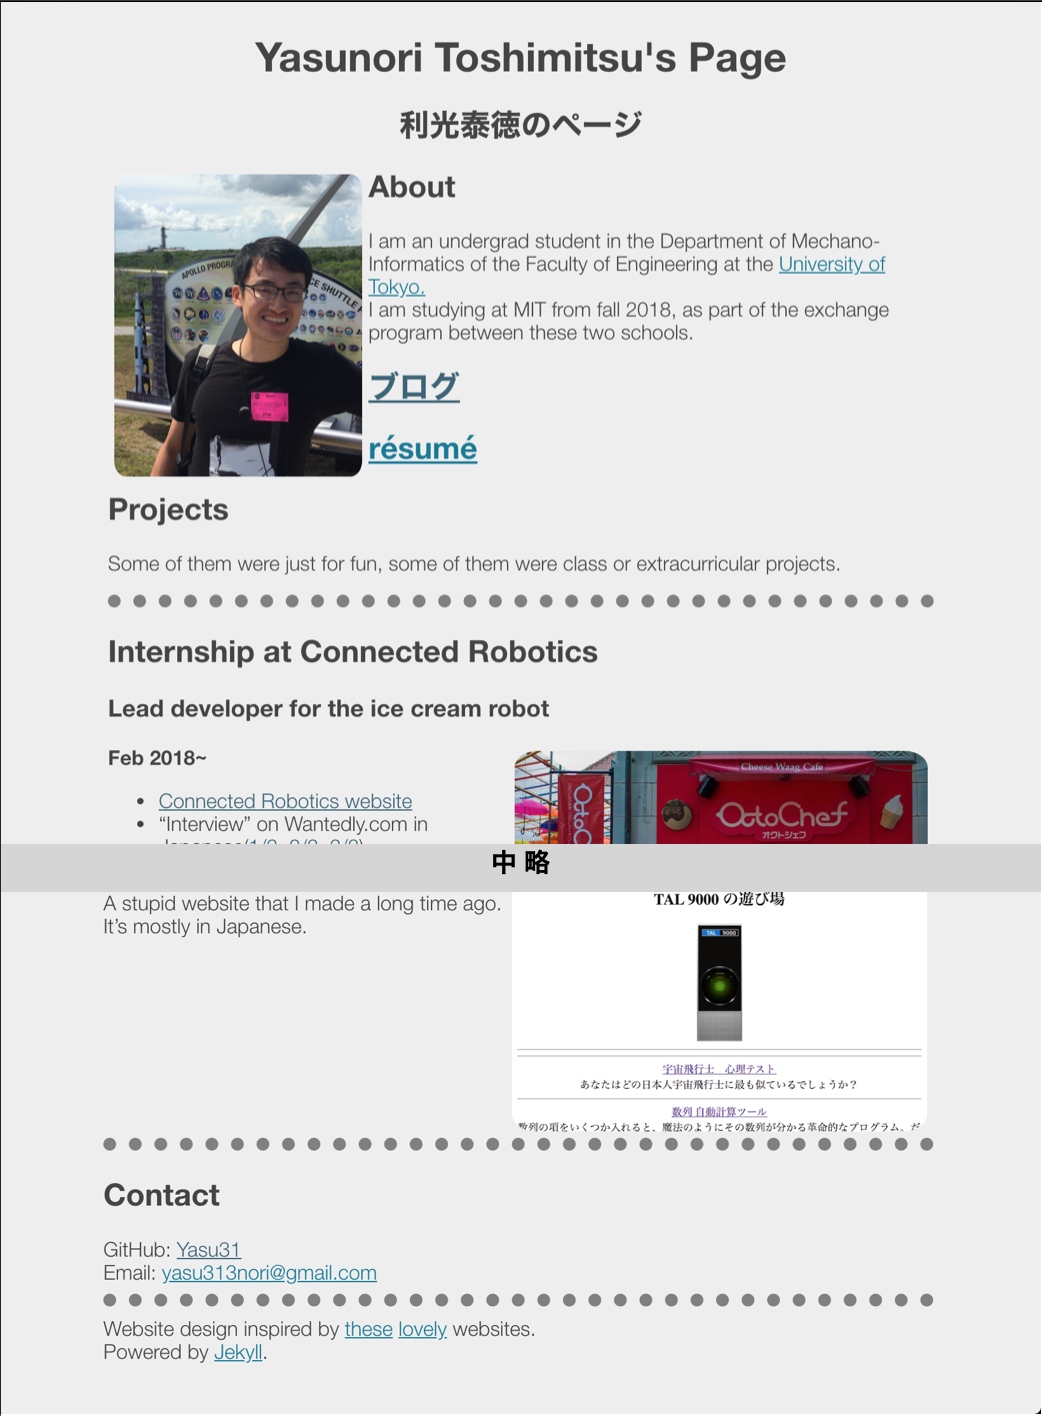 Yasunori Toshimitsu's Page
利光泰徳のページ
About
I am an undergrad student in the Department of Mechano-
Informatics of the Faculty of Engineering at the University of
Tokyo.
I am studying at MIT from fall 2018, as part of the exchange
program between these two schools.
ブログ
résumé
APOLLO PROGRA
CE SHUTTLE
Projects
Some of them were just for fun, some of them were class or extracurricular projects.
Internship at Connected Robotics
Lead developer for the ice cream robot
Feb 2018~
Connected Robotics website
“Interview” on Wantedly.com in
Cheese Waag Cafe
OctoChef
オクトシェフ
OctoC
中 略
A stupid website that I made a long time ago.
It’s mostly in Japanese.
TAL 9000 の遊び場
TAL 9000
宇宙飛行士　心理テスト
あなたはどの日本人宇宙飛行士に最も似ているでしょうか？
数列 自動計算ツール
数列の項をいくつか入れると、魔法のようにその数列が分かる革命的なプログラム。だ
Contact
GitHub: Yasu31
Email: yasu313nori@gmail.com
Website design inspired by these lovely websites.
Powered by Jekyll.